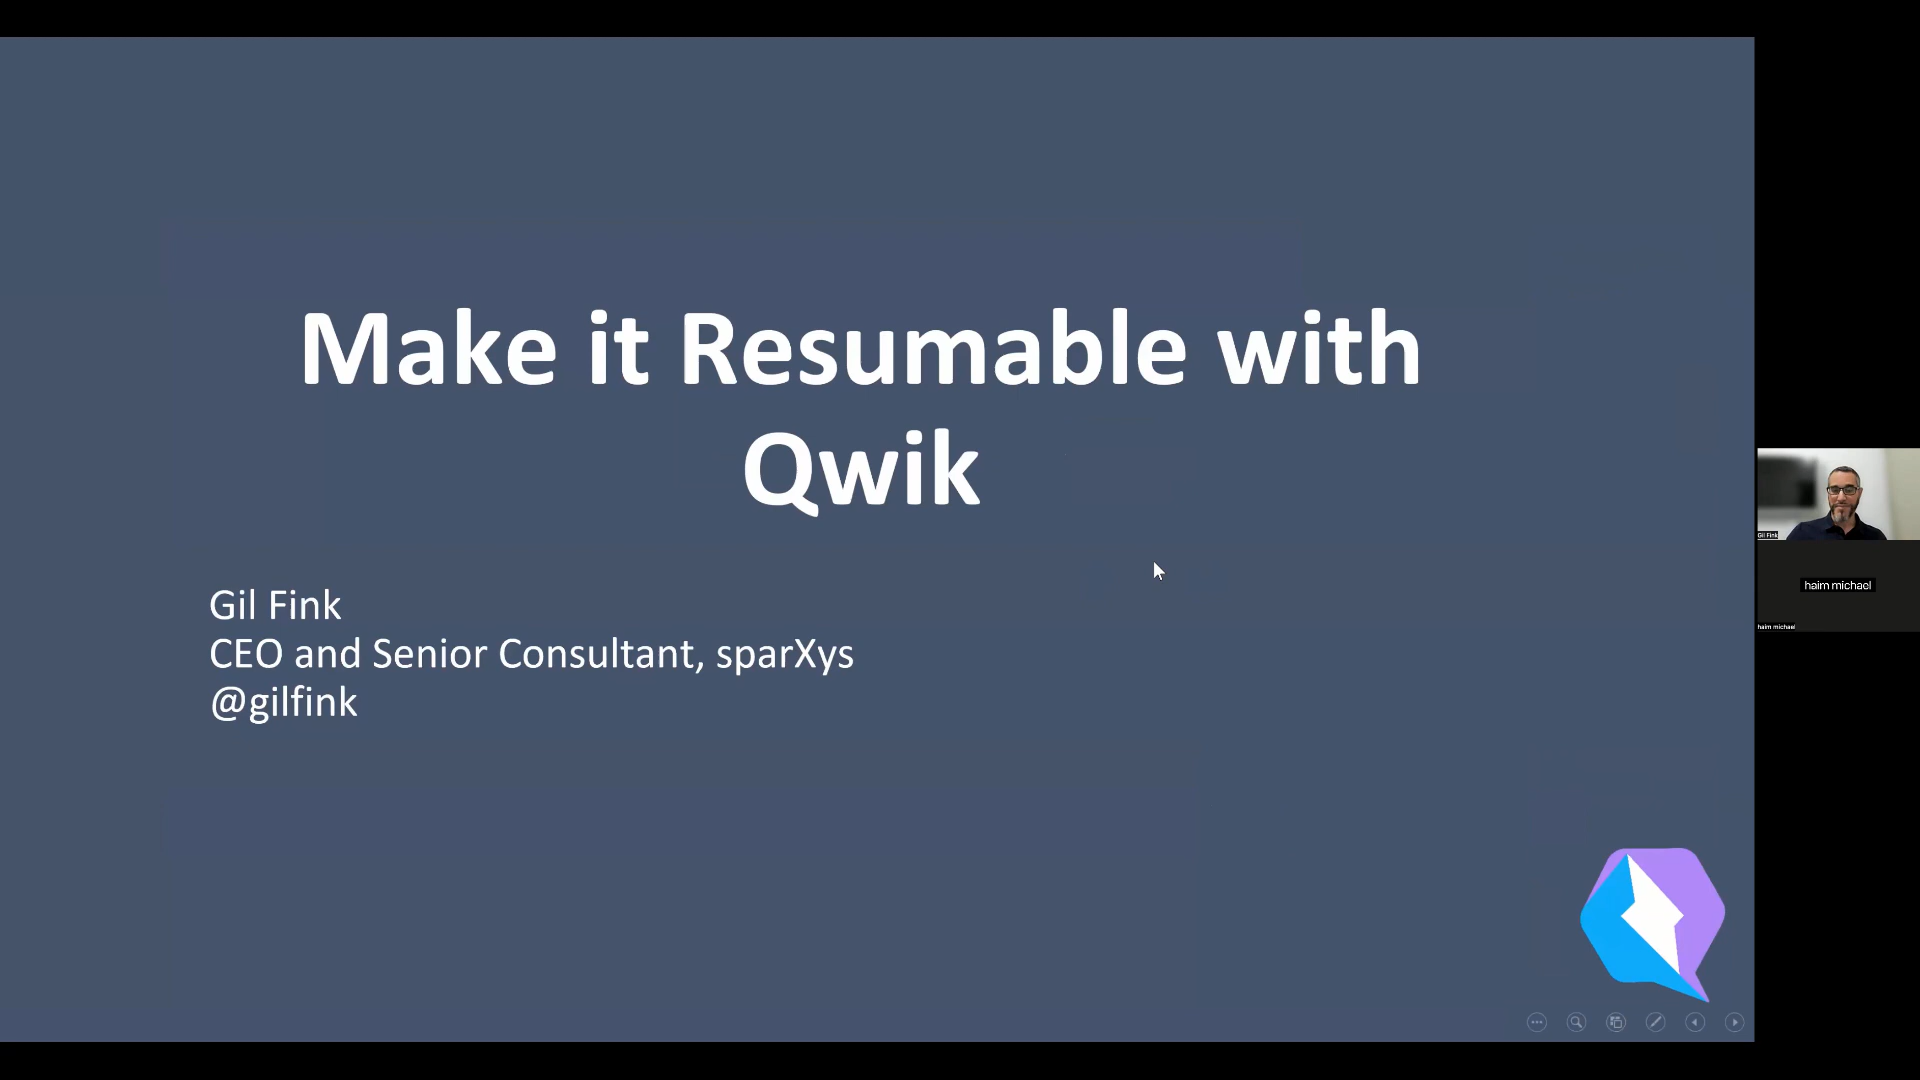 Make it Resumable with
Qwik
Gil Fink
CEO and Senior Consultant, sparXys
@gilfink
Gil Fink
haim michael
haim michael